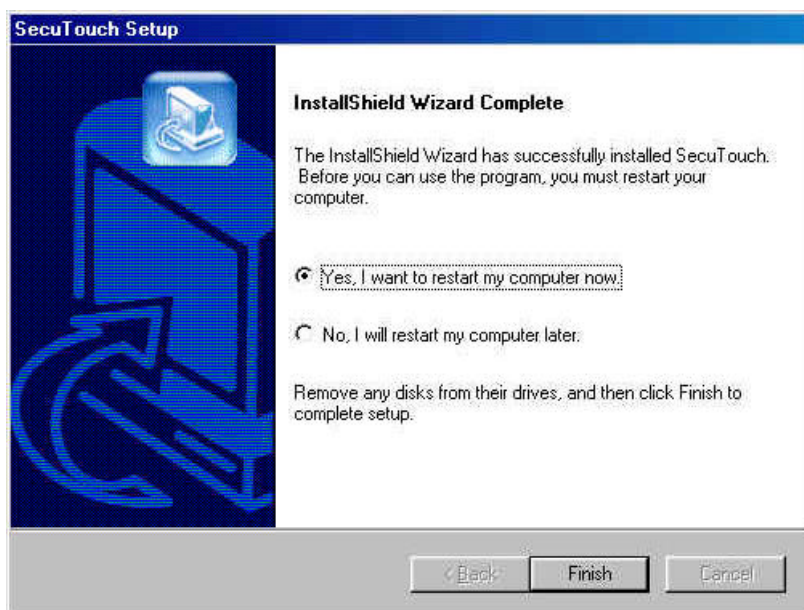 SecuTouch Setup
InstallShield Wizard Complete
The InstallShield Wizard has successfully installed SecuTouch.
Before you can use the program, you must restart your
computer.
Yes, I want to restart my computer now.
No, I will restart my computer later.
Remove any disks from their drives, and then click Finish to
complete setup.
< Back
Finish
Cancel